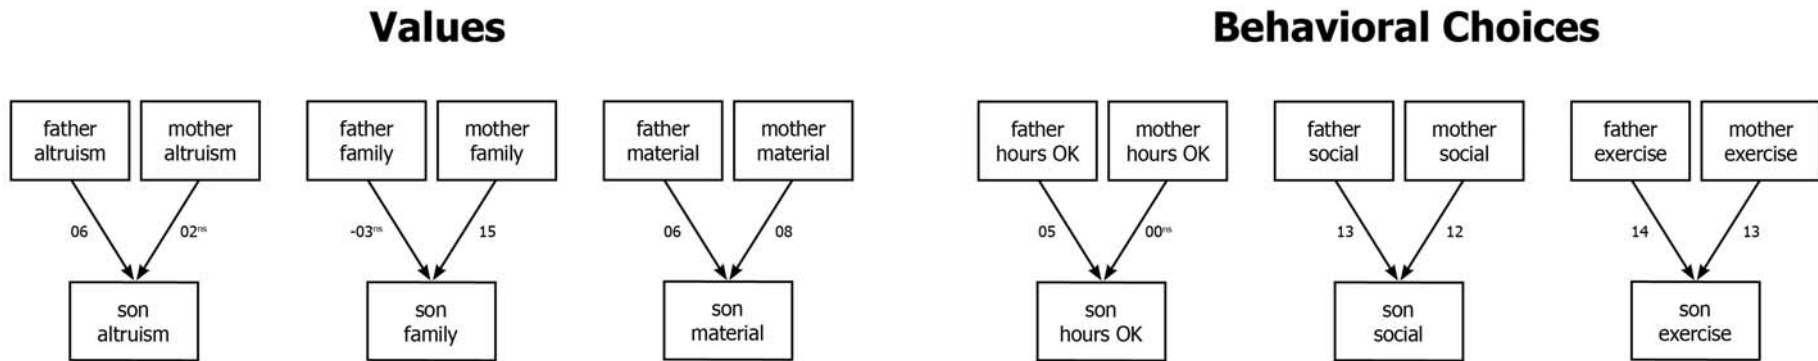 Values
Behavioral Choices
father
altruism
mother
altruism
father
family
mother
family
father
material
mother
material
father
hours OK
mother
hours OK
father
social
mother
social
father
exercise
mother
exercise
06
02ⁿˢ
-03ⁿˢ
15
06
08
05
00ⁿˢ
13
12
14
13
son
altruism
son
family
son
material
son
hours OK
son
social
son
exercise